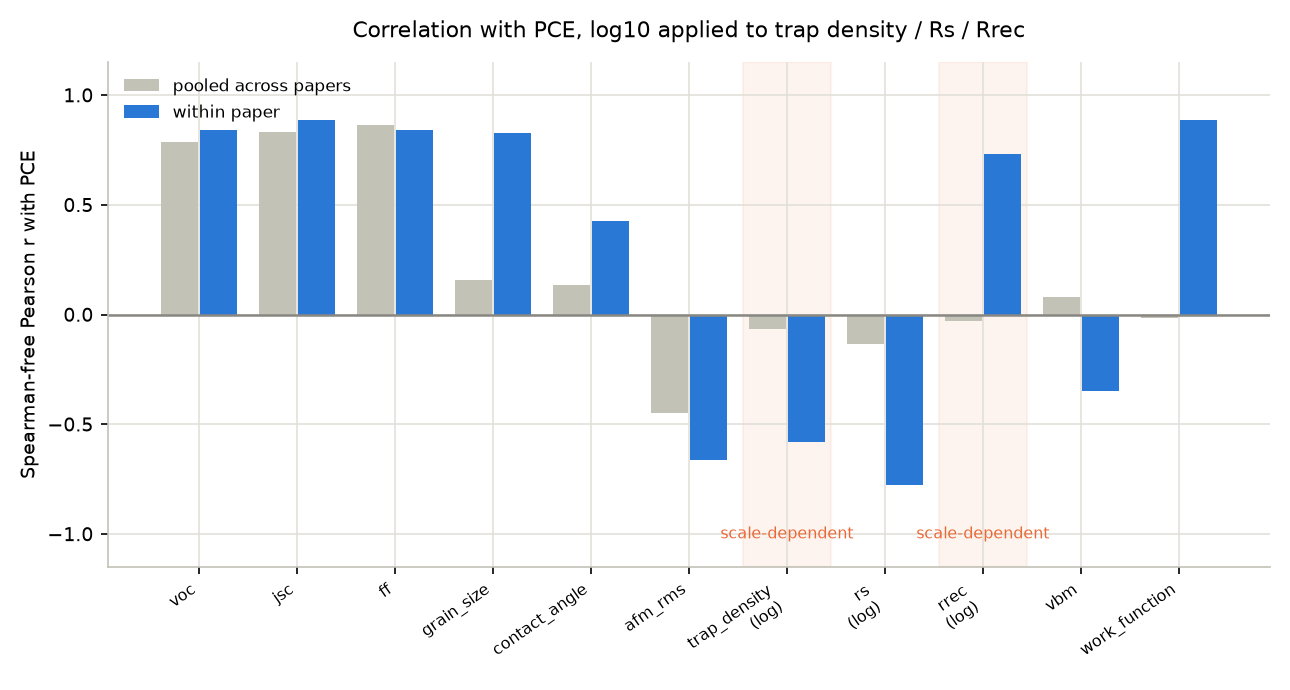 Correlation with PCE, log10 applied to trap density / Rs / Rrec
pooled across papers
within paper
Spearman-free Pearson r with PCE
1.0
0.5
0.0
−0.5
−1.0
scale-dependent
scale-dependent
voc
jsc
ff
grain_size
contact_angle
afm_rms
trap_density
(log)
rs
(log)
rrec
(log)
vbm
work_function